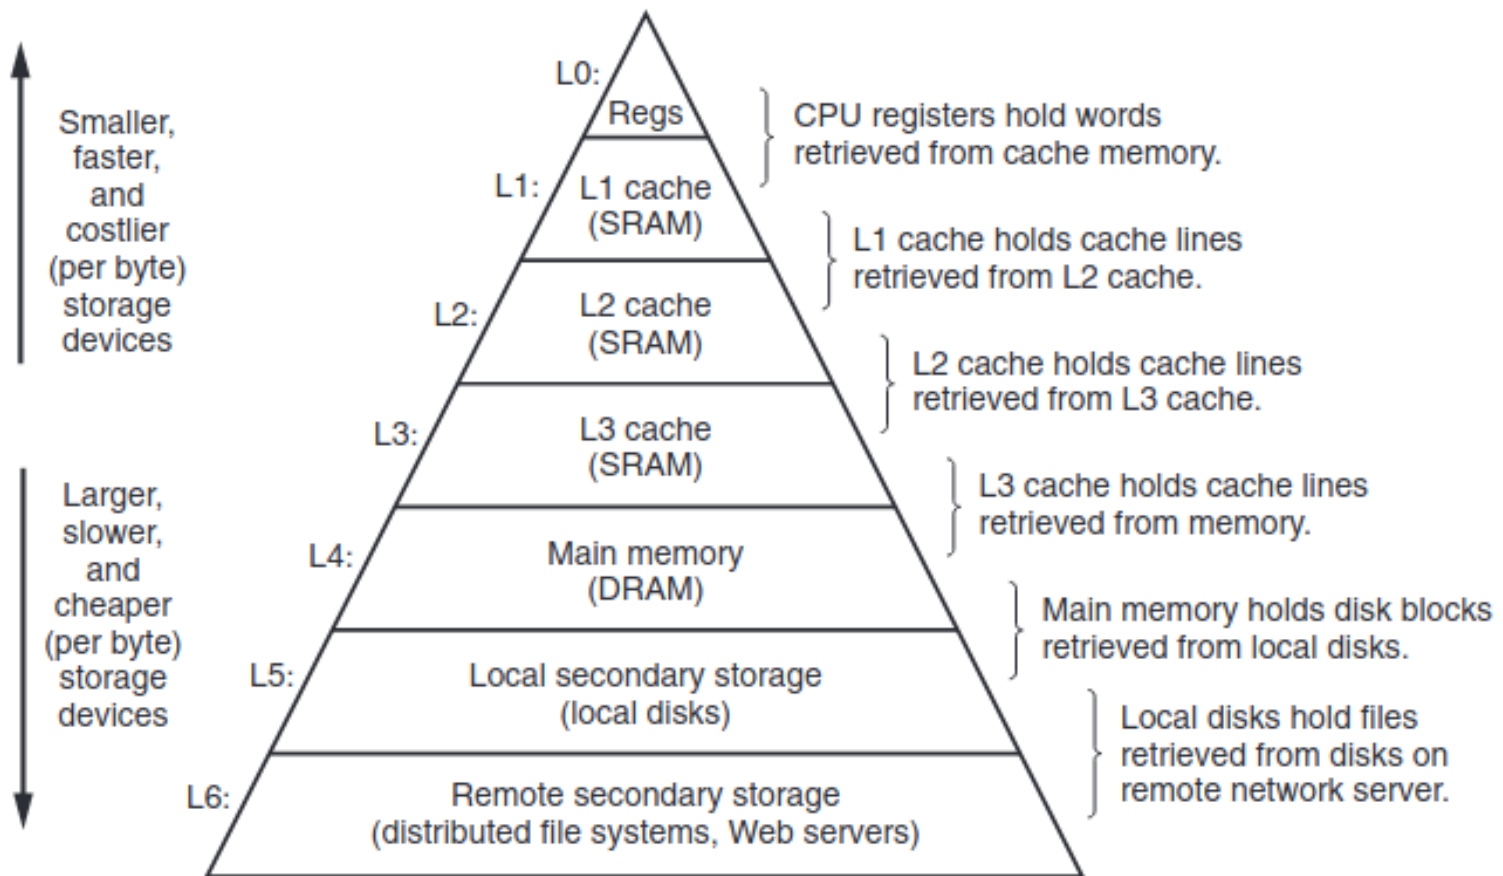 L0:
Regs
CPU registers hold words
retrieved from cache memory.
Smaller,
faster,
and
costlier
(per byte)
storage
devices
L1:
L1 cache
(SRAM)
L1 cache holds cache lines
retrieved from L2 cache.
L2:
L2 cache
(SRAM)
L2 cache holds cache lines
retrieved from L3 cache.
L3:
L3 cache
(SRAM)
L3 cache holds cache lines
retrieved from memory.
Larger,
slower,
and
cheaper
(per byte)
storage
devices
L4:
Main memory
(DRAM)
Main memory holds disk blocks
retrieved from local disks.
L5:
Local secondary storage
(local disks)
Local disks hold files
retrieved from disks on
remote network server.
L6:
Remote secondary storage
(distributed file systems, Web servers)